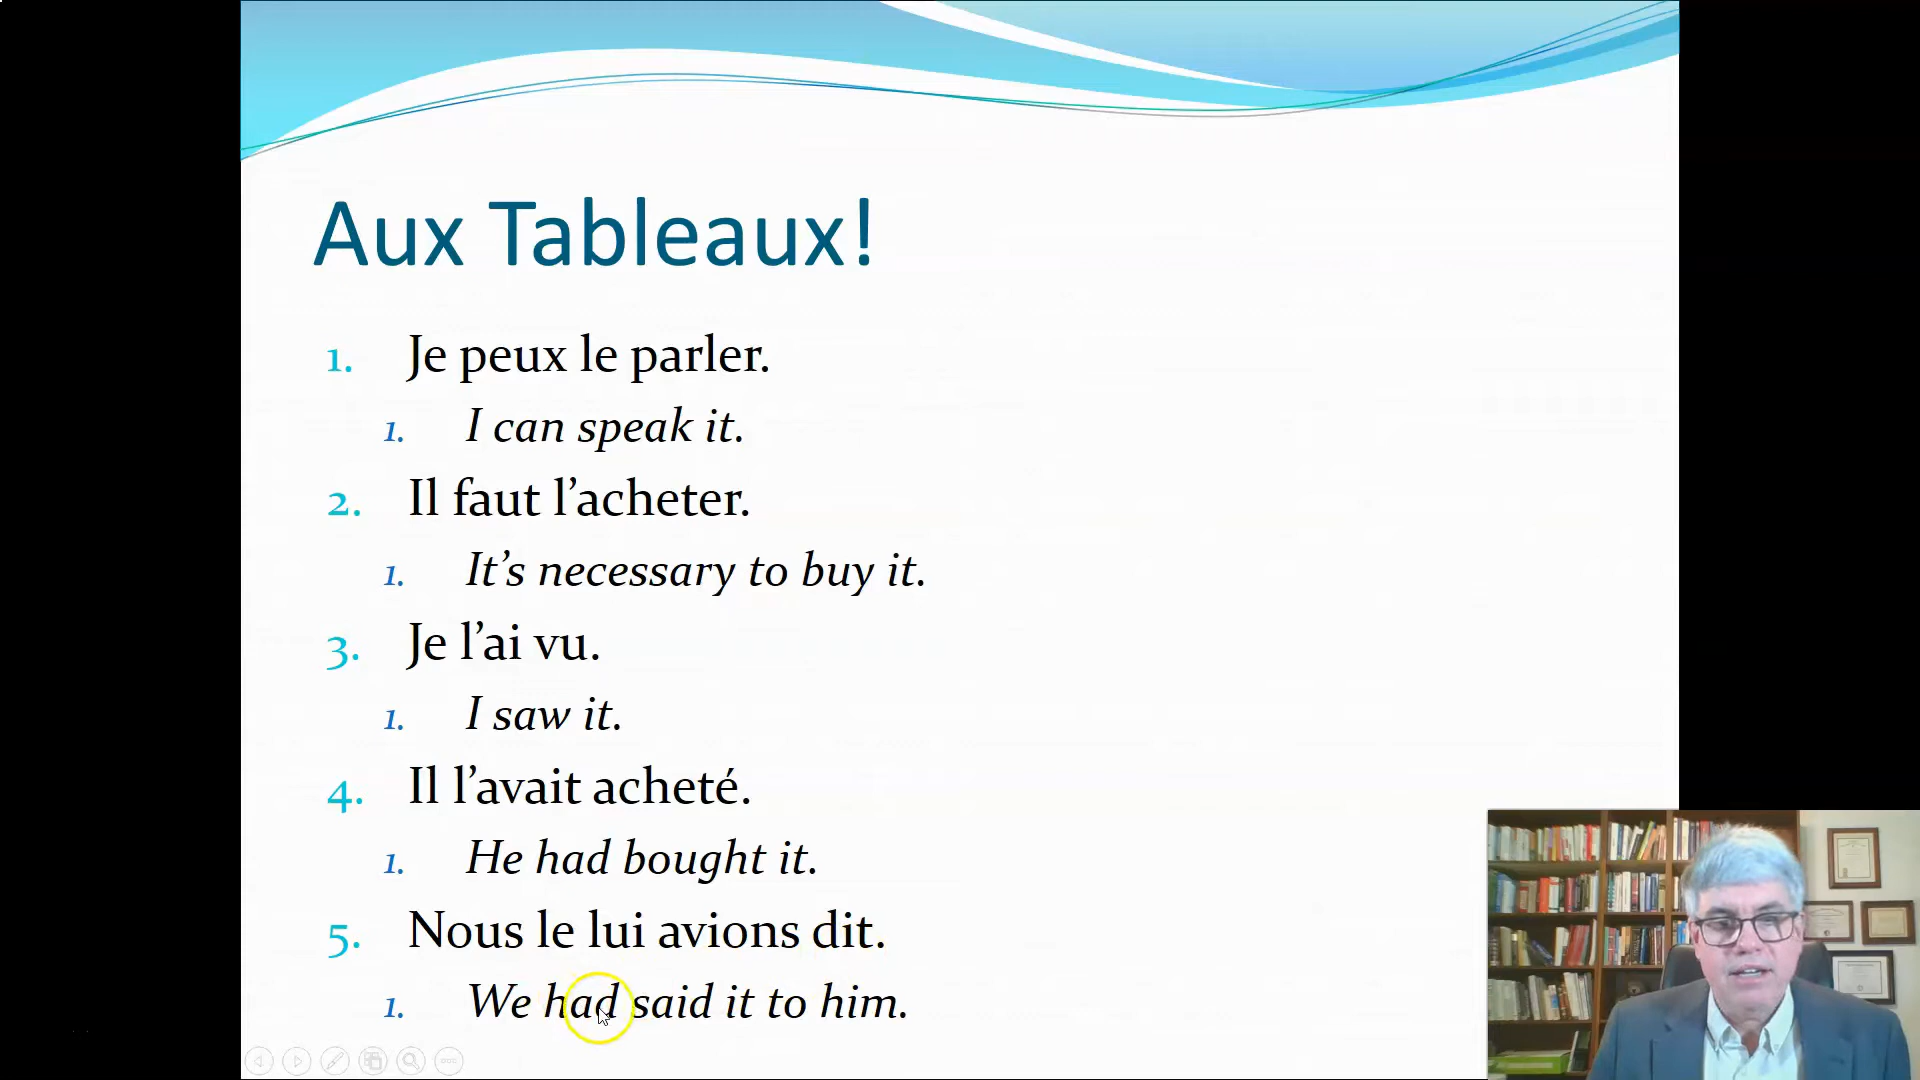 Aux Tableaux!
1. Je peux le parler.
1. I can speak it.
2. Il faut l’acheter.
1. It’s necessary to buy it.
3. Je l’ai vu.
1. I saw it.
4. Il l’avait acheté.
1. He had bought it.
5. Nous le lui avions dit.
1. We had said it to him.